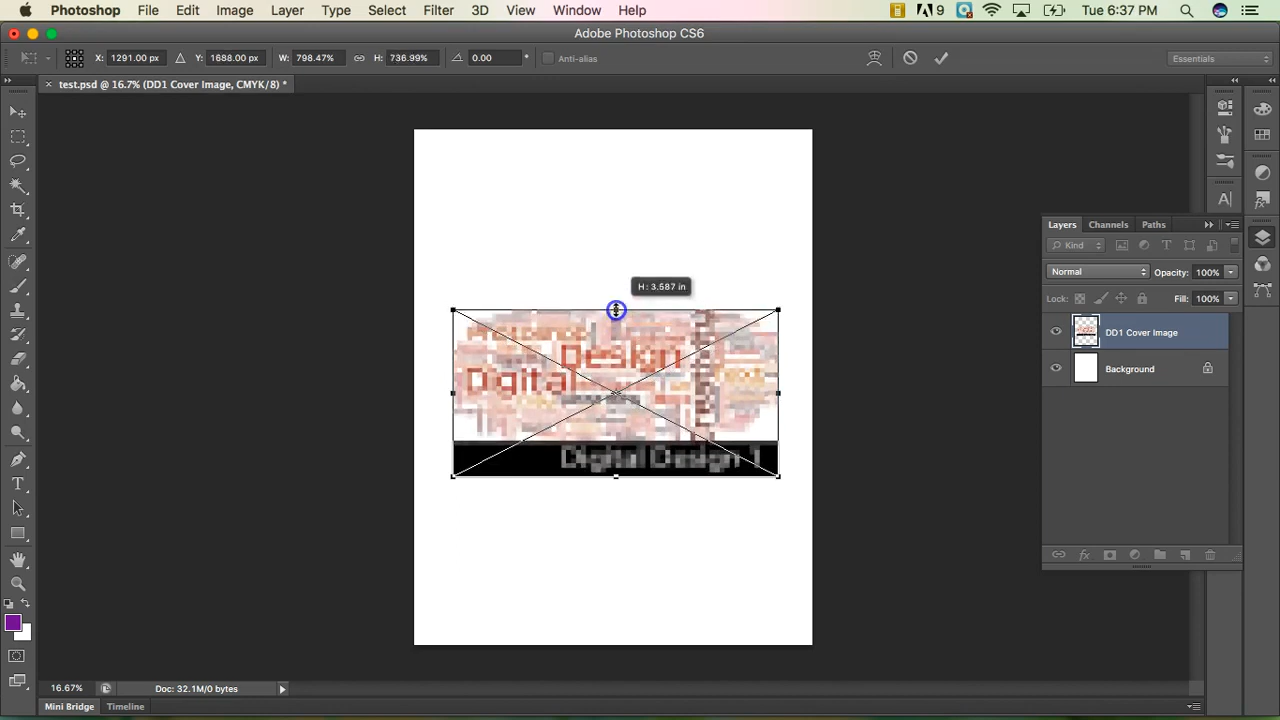 Photoshop File Edit Image Layer Type Select Filter 3D View Window Help 9 Tue 6:37 PM
Adobe Photoshop CS6
X: 1291.00 px Y: 1688.00 px W: 798.47% H: 736.99% 0.00 ° Anti-alias Essentials
× test.psd @ 16.7% (DD1 Cover Image, CMYK/8) *
H: 3.587 in
Design
Digital
Digital Design 1
Layers Channels Paths
Kind
Normal Opacity: 100%
Lock: Fill: 100%
DD1 Cover Image
Background
16.67% Doc: 32.1M/0 bytes
Mini Bridge Timeline